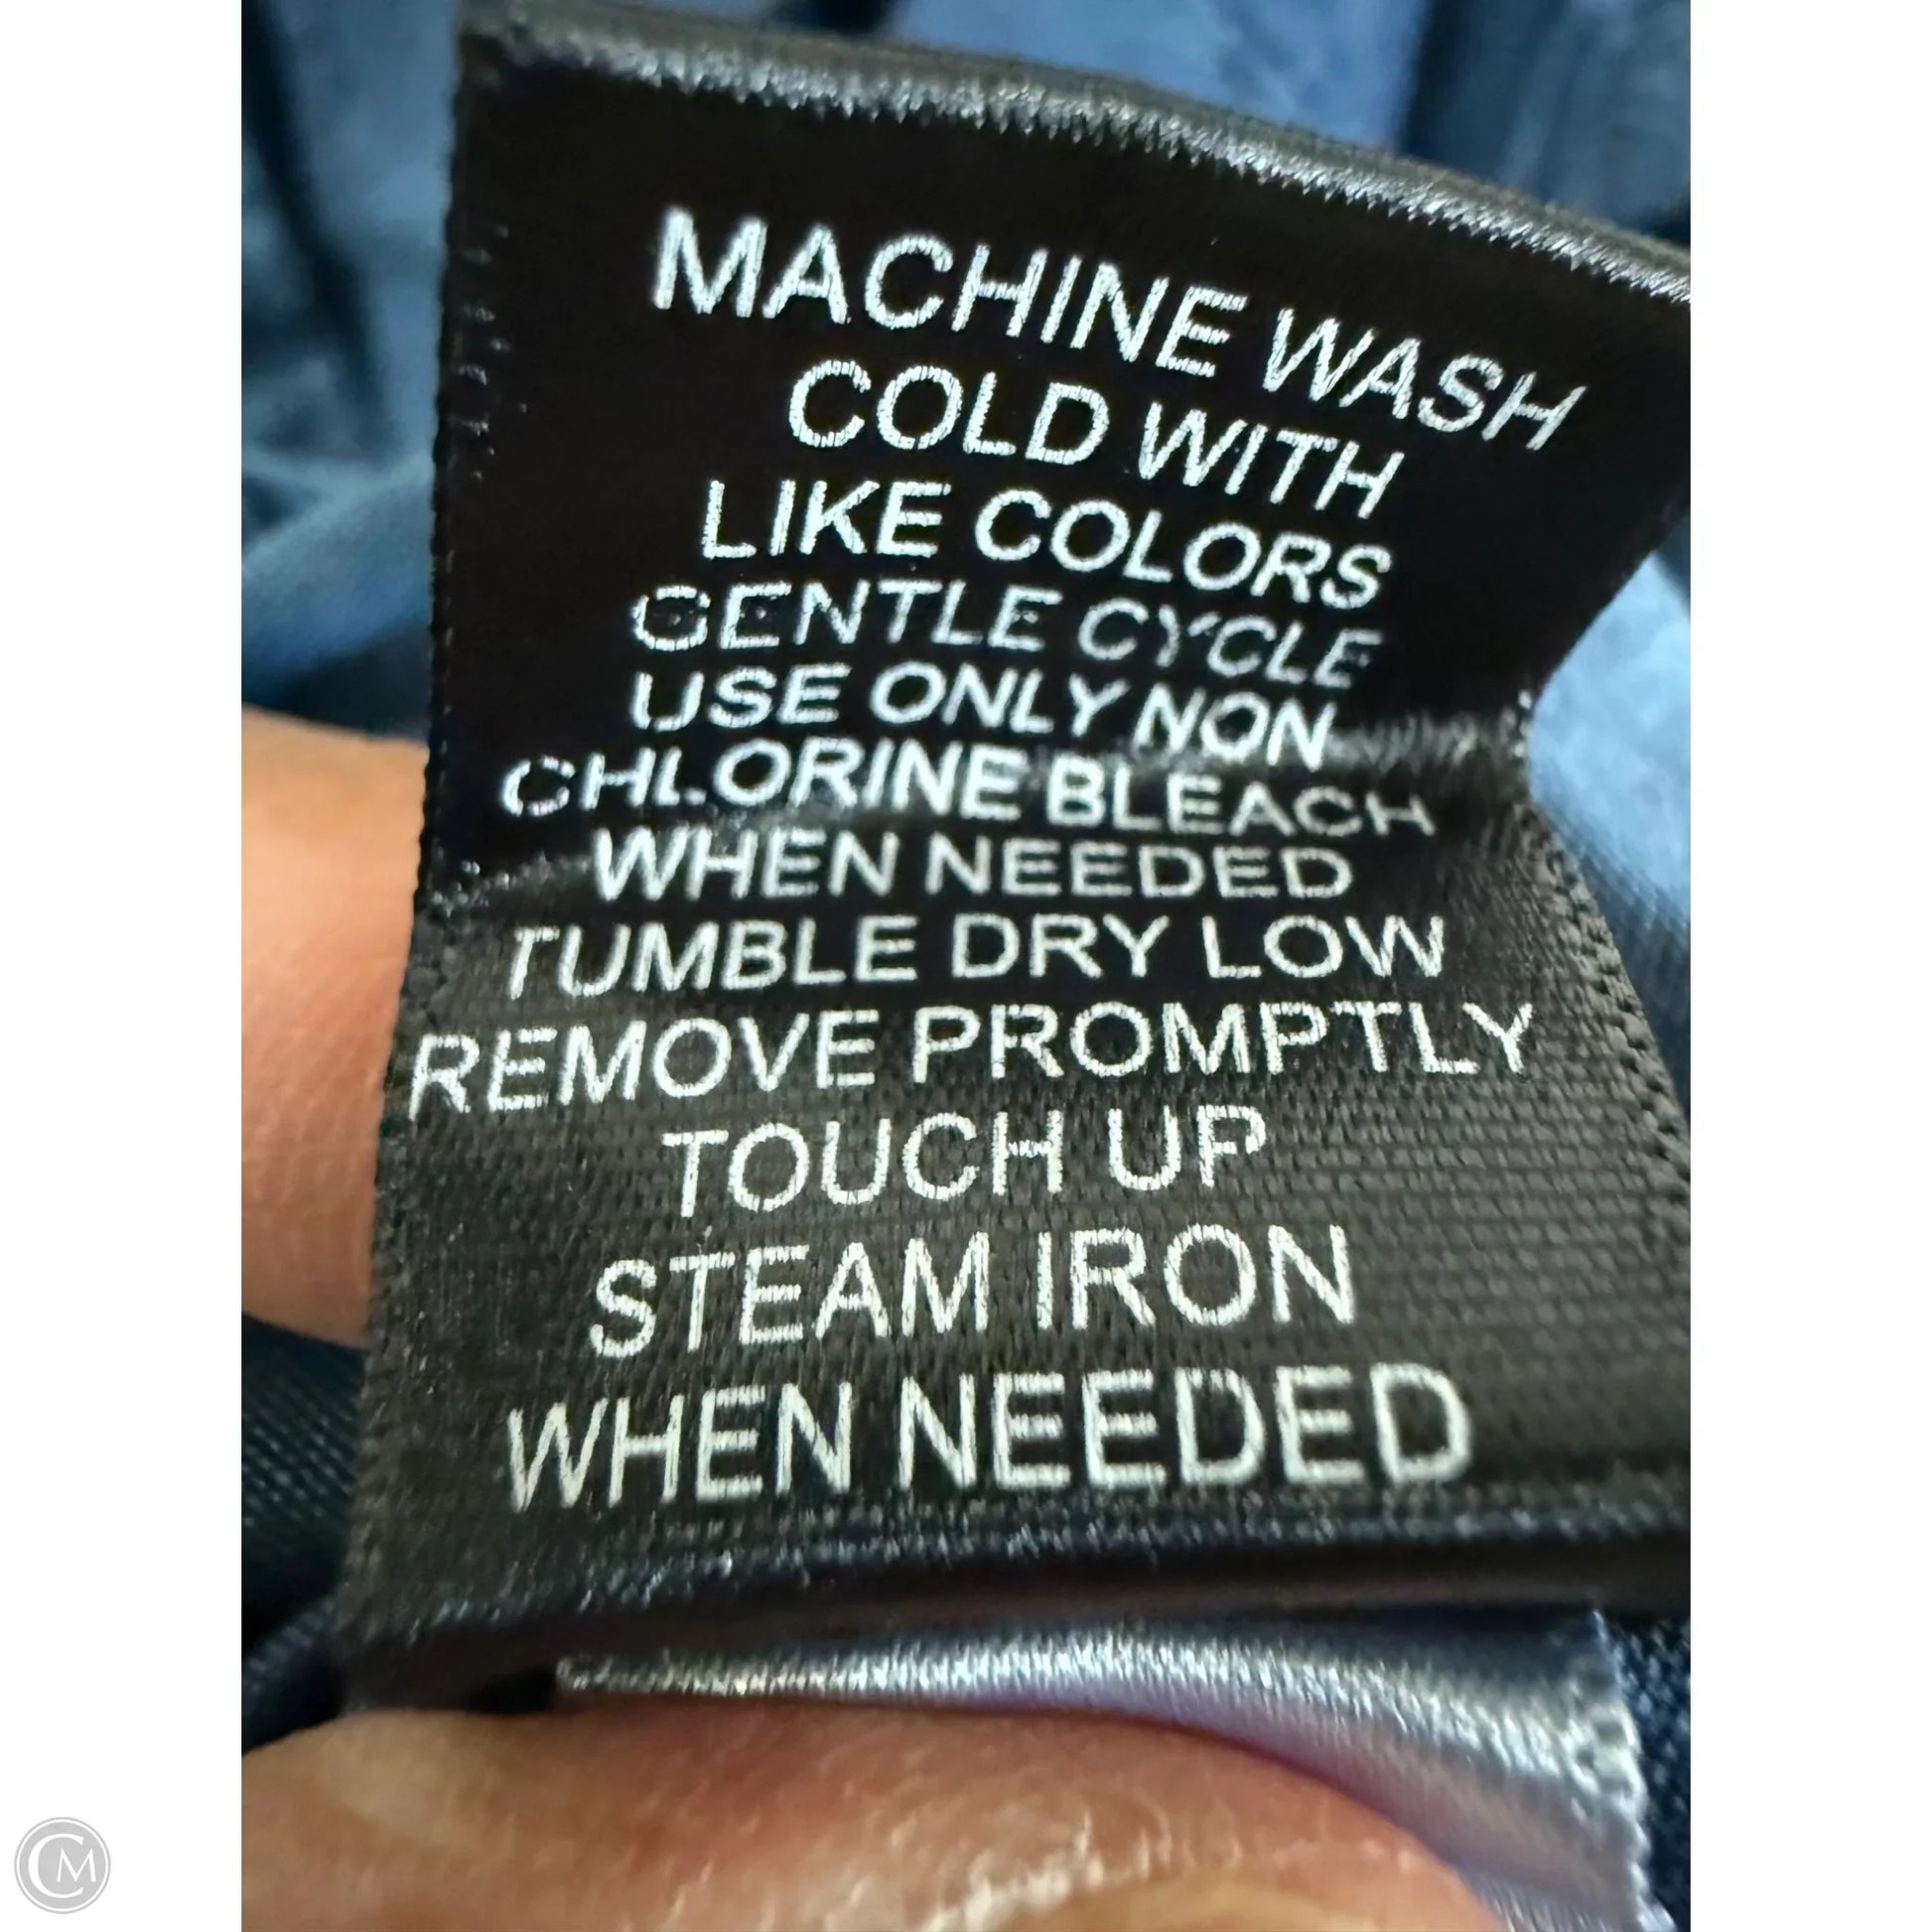 MACHINE WASH
COLD WITH
LIKE COLORS
GENTLE CYCLE
USE ONLY NON
CHLORINE BLEACH
WHEN NEEDED
TUMBLE DRY LOW
REMOVE PROMPTLY
TOUCH UP
STEAM IRON
WHEN NEEDED
CM